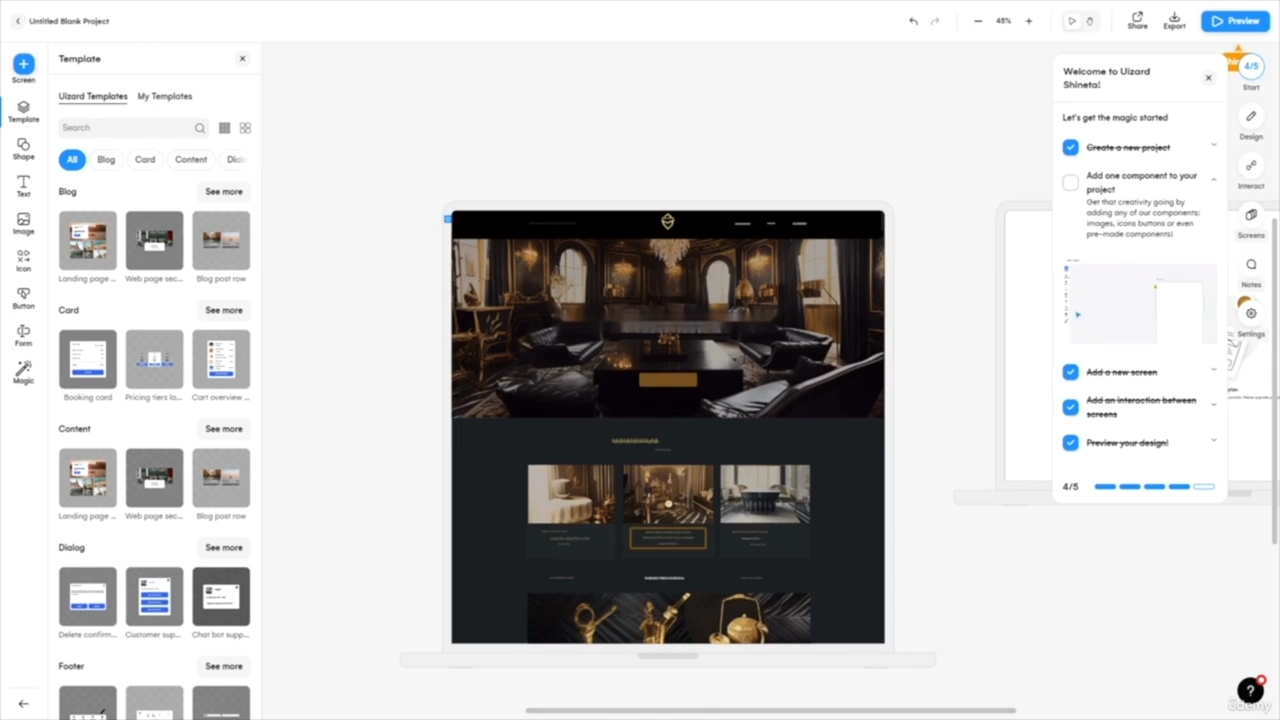 Untitled Blank Project
45%
Share
Export
Preview
Screen
Template
Shape
Text
Image
Icon
Button
Form
Magic
Template
Uizard Templates
My Templates
Search
All
Blog
Card
Content
Blog
See more
Landing page ...
Web page sec...
Blog post row
Card
See more
Booking card
Pricing tiers la...
Cart overview ...
Content
See more
Landing page ...
Web page sec...
Blog post row
Dialog
See more
Delete confirm...
Customer sup...
Chat bot supp...
Footer
See more
Welcome to Uizard
Shineta!
Let's get the magic started
Create a new project
Add one component to your
project
Get that creativity going by
adding any of our components:
images, icons buttons or even
pre-made components!
Add a new screen
Add an interaction between
screens
Preview your design!
4/5
4/5
Start
Design
Interact
Screens
Notes
Settings
?
ûdemy